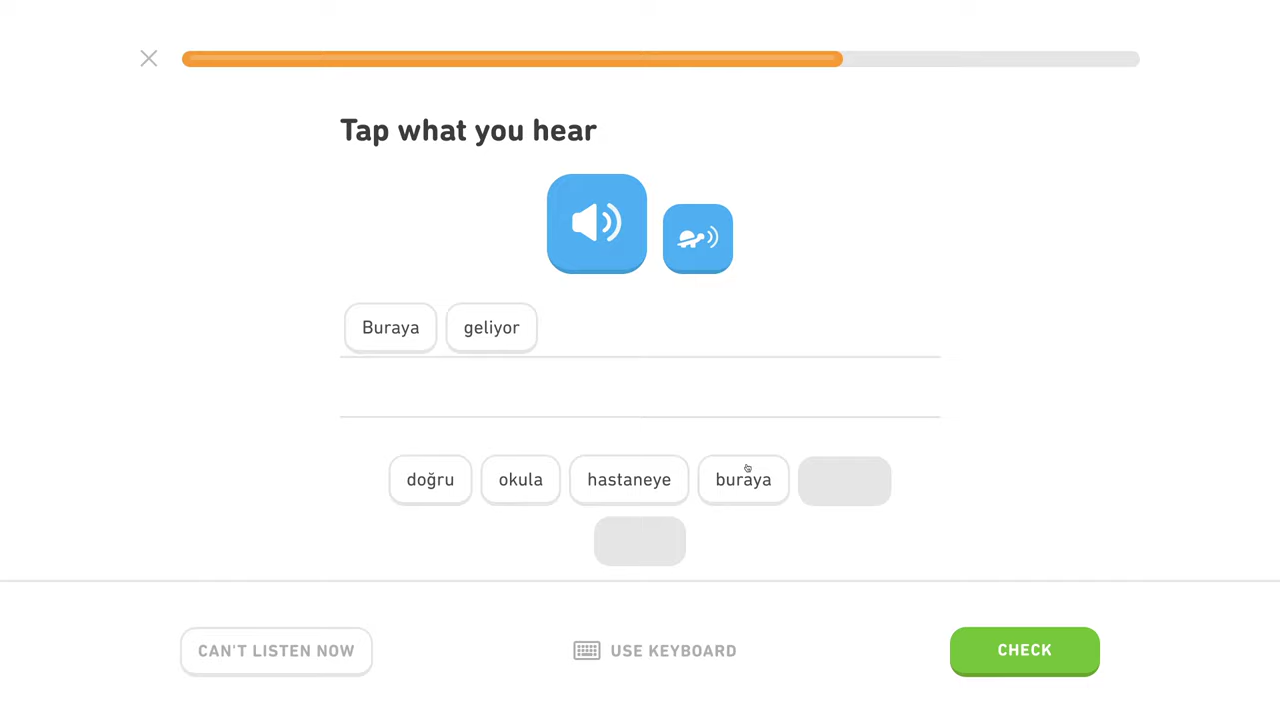 Tap what you hear
Buraya geliyor
doğru okula hastaneye buraya
CAN'T LISTEN NOW USE KEYBOARD CHECK